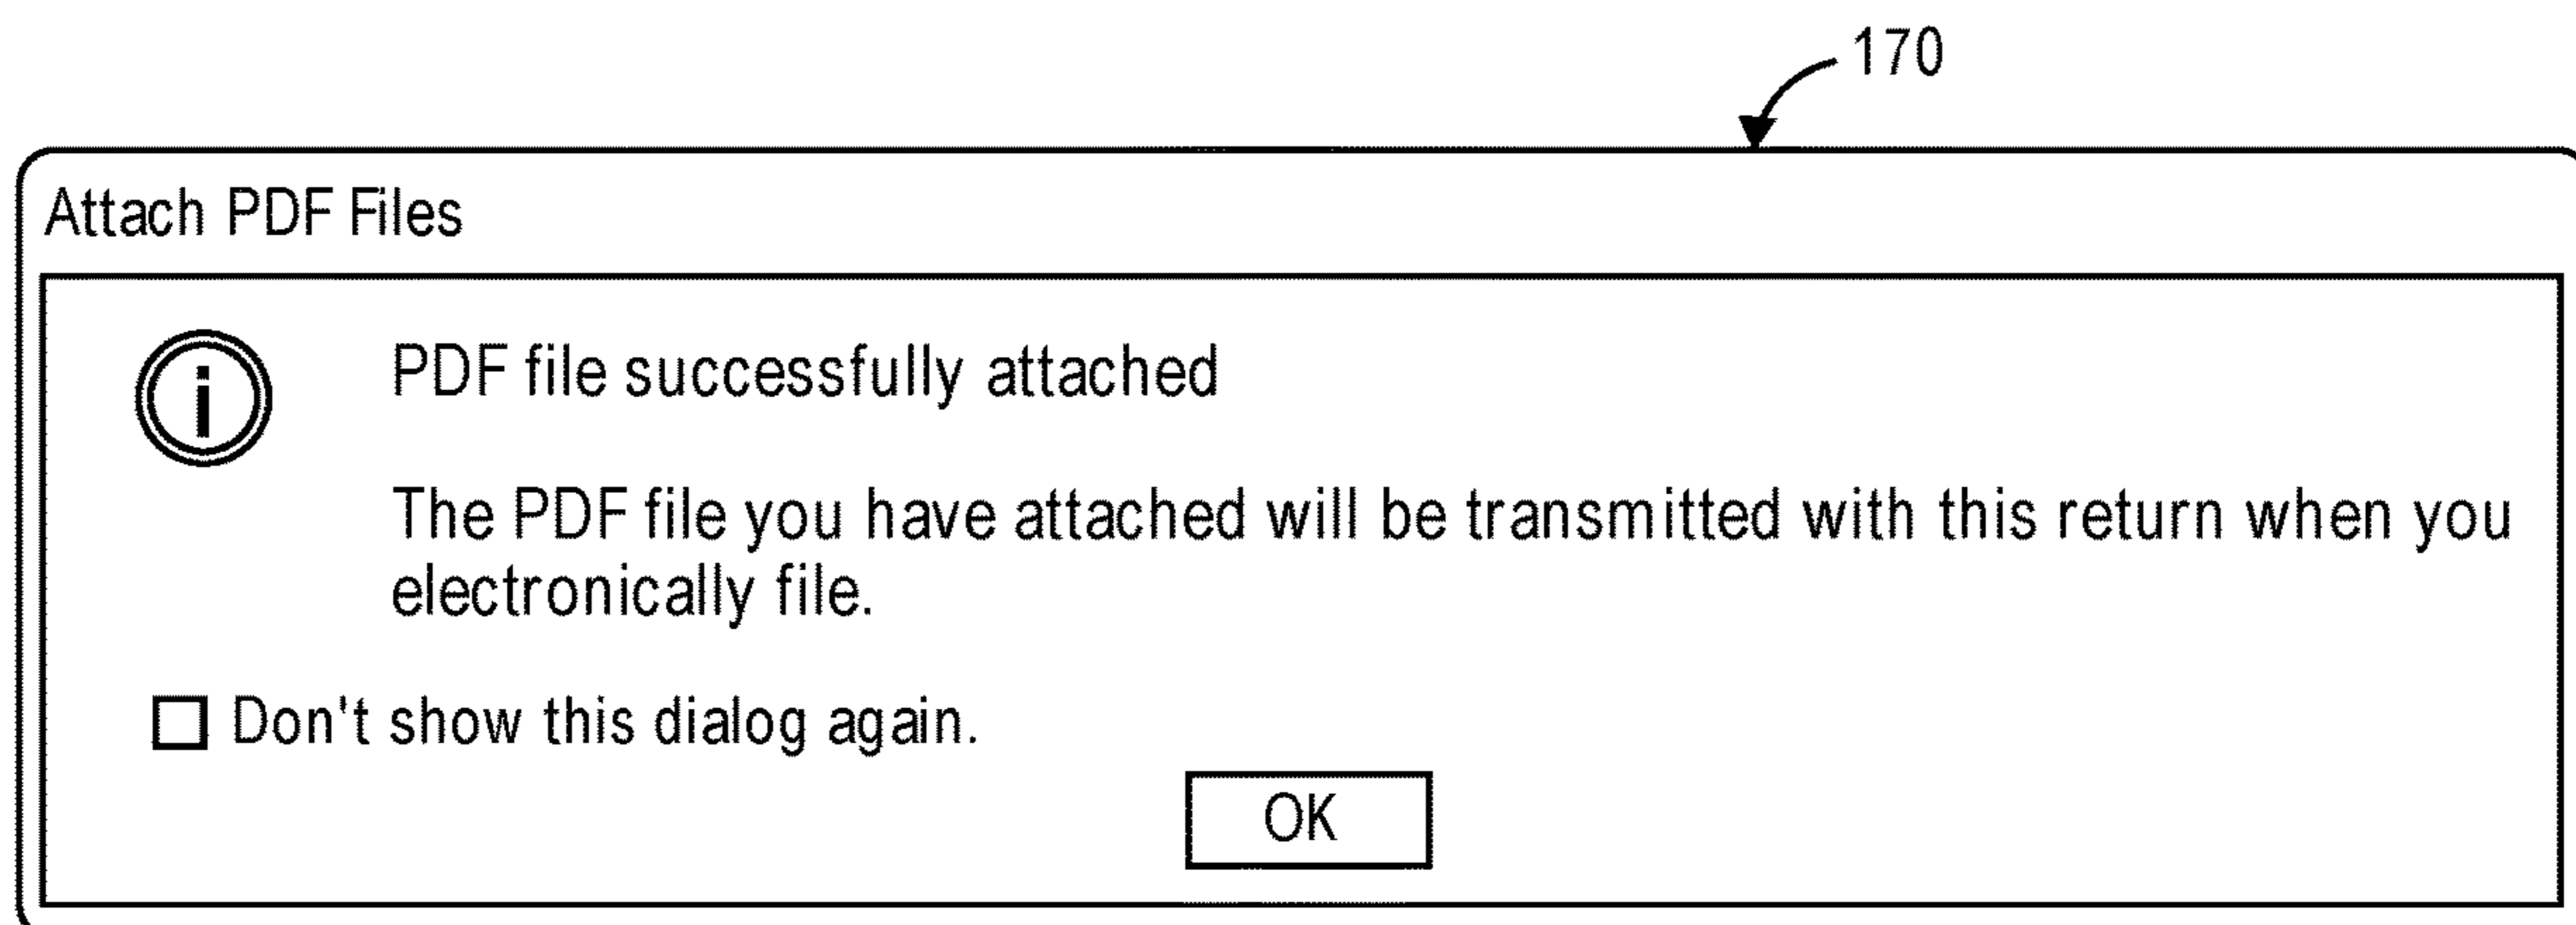 170
Attach PDF Files
i
PDF file successfully attached
The PDF file you have attached will be transmitted with this return when you
electronically file.
Don't show this dialog again.
OK